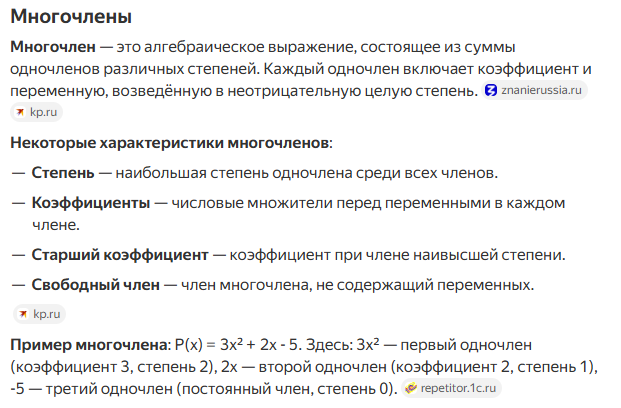 Многочлены
Многочлен — это алгебраическое выражение, состоящее из суммы
одночленов различных степеней. Каждый одночлен включает коэффициент и
переменную, возведённую в неотрицательную целую степень. znanierussia.ru
kp.ru
Некоторые характеристики многочленов:
— Степень — наибольшая степень одночлена среди всех членов.
— Коэффициенты — числовые множители перед переменными в каждом
члене.
— Старший коэффициент — коэффициент при члене наивысшей степени.
— Свободный член — член многочлена, не содержащий переменных.
kp.ru
Пример многочлена: P(x) = 3x² + 2x - 5. Здесь: 3x² — первый одночлен
(коэффициент 3, степень 2), 2x — второй одночлен (коэффициент 2, степень 1),
-5 — третий одночлен (постоянный член, степень 0). repetitor.1c.ru